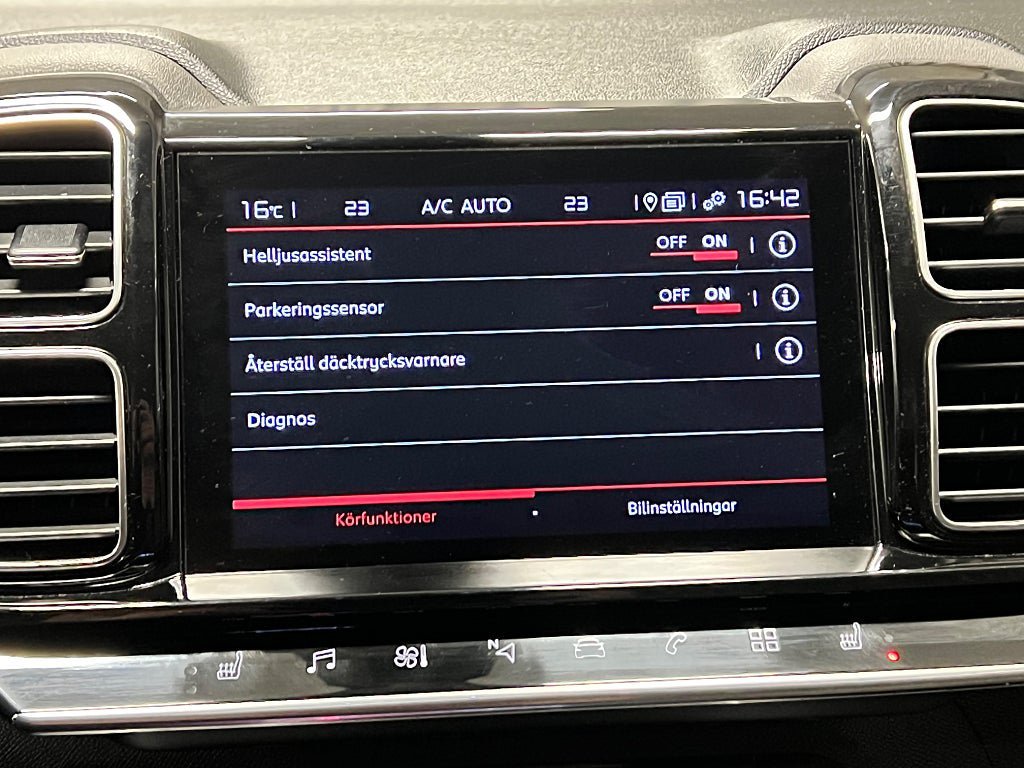 16°C 23 A/C AUTO 23 16:42
Helljusassistent OFF ON i
Parkeringssensor OFF ON i
Återställ däcktrycksvarnare i
Diagnos
Körfunktioner Bilinställningar
N